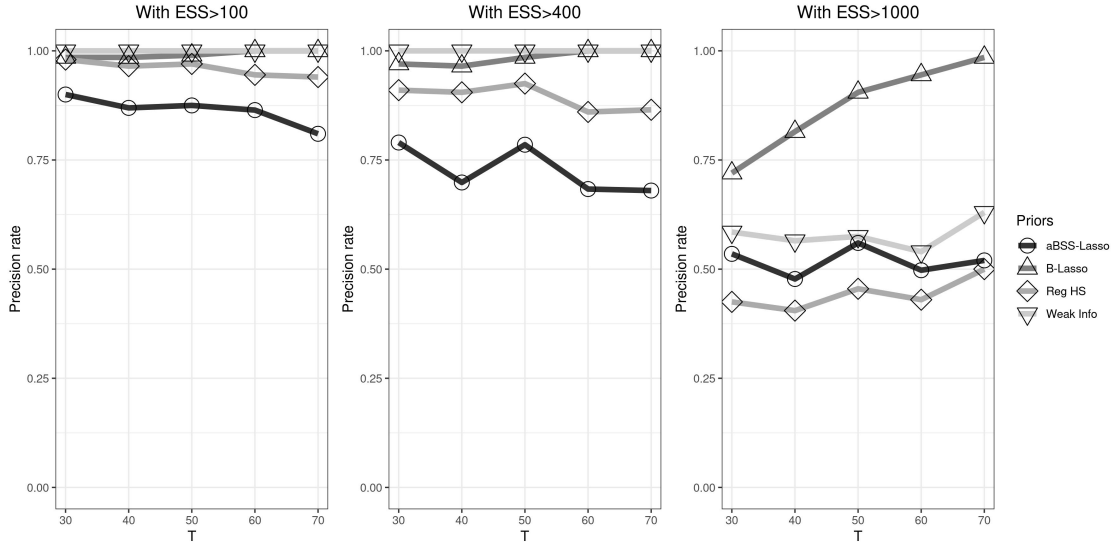 With ESS>100
With ESS>400
With ESS>1000
Precision rate
1.00
0.75
0.50
0.25
0.00
30 40 50 60 70
T
Precision rate
1.00
0.75
0.50
0.25
0.00
30 40 50 60 70
T
Precision rate
1.00
0.75
0.50
0.25
0.00
30 40 50 60 70
T
Priors
aBSS-Lasso
B-Lasso
Reg HS
Weak Info